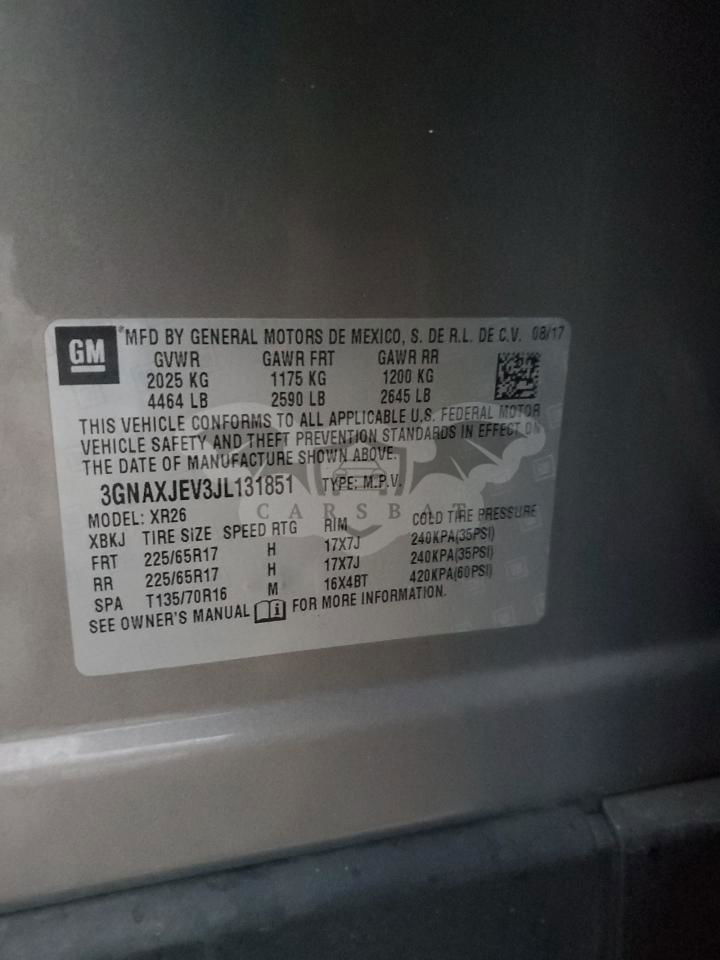 GM
*MFD BY GENERAL MOTORS DE MEXICO, S. DE R.L. DE C.V. 08/17
GVWR GAWR FRT GAWR RR
2025 KG 1175 KG 1200 KG
4464 LB 2590 LB 2645 LB
THIS VEHICLE CONFORMS TO ALL APPLICABLE U.S. FEDERAL MOTOR
VEHICLE SAFETY AND THEFT PREVENTION STANDARDS IN EFFECT ON
THE DATE OF MANUFACTURE SHOWN ABOVE.
3GNAXJEV3JL131851 TYPE: M.P.V.
CARSBAT
MODEL: XR26
XBKJ TIRE SIZE SPEED RTG RIM COLD TIRE PRESSURE
FRT 225/65R17 H 17X7J 240KPA(35PSI)
RR 225/65R17 H 17X7J 240KPA(35PSI)
SPA T135/70R16 M 16X4BT 420KPA(60PSI)
SEE OWNER'S MANUAL i FOR MORE INFORMATION.